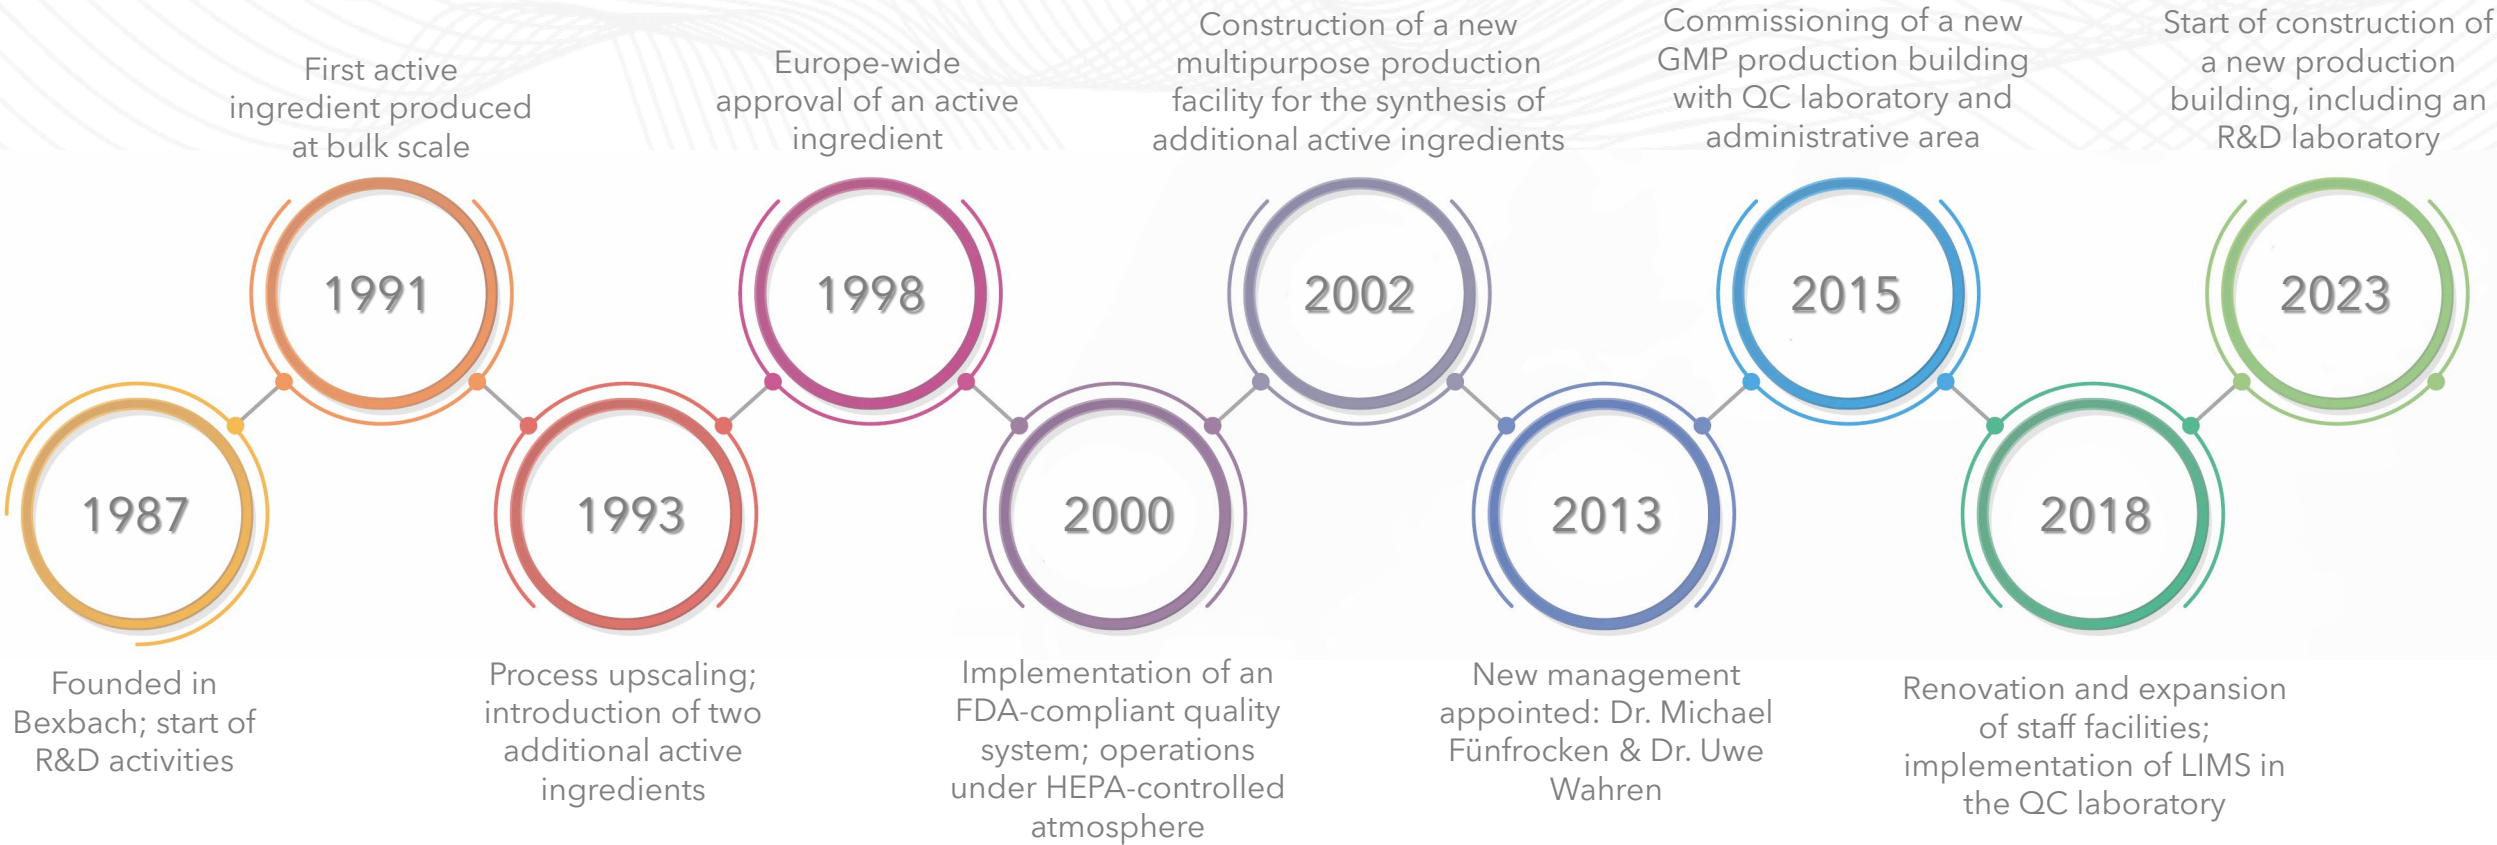 1987
Founded in
Bexbach; start of
R&D activities
First active
ingredient produced
at bulk scale
1991
1993
Process upscaling;
introduction of two
additional active
ingredients
Europe-wide
approval of an active
ingredient
1998
2000
Implementation of an
FDA-compliant quality
system; operations
under HEPA-controlled
atmosphere
Construction of a new
multipurpose production
facility for the synthesis of
additional active ingredients
2002
2013
New management
appointed: Dr. Michael
Fünfrocken & Dr. Uwe
Wahren
Commissioning of a new
GMP production building
with QC laboratory and
administrative area
2015
2018
Renovation and expansion
of staff facilities;
implementation of LIMS in
the QC laboratory
Start of construction of
a new production
building, including an
R&D laboratory
2023